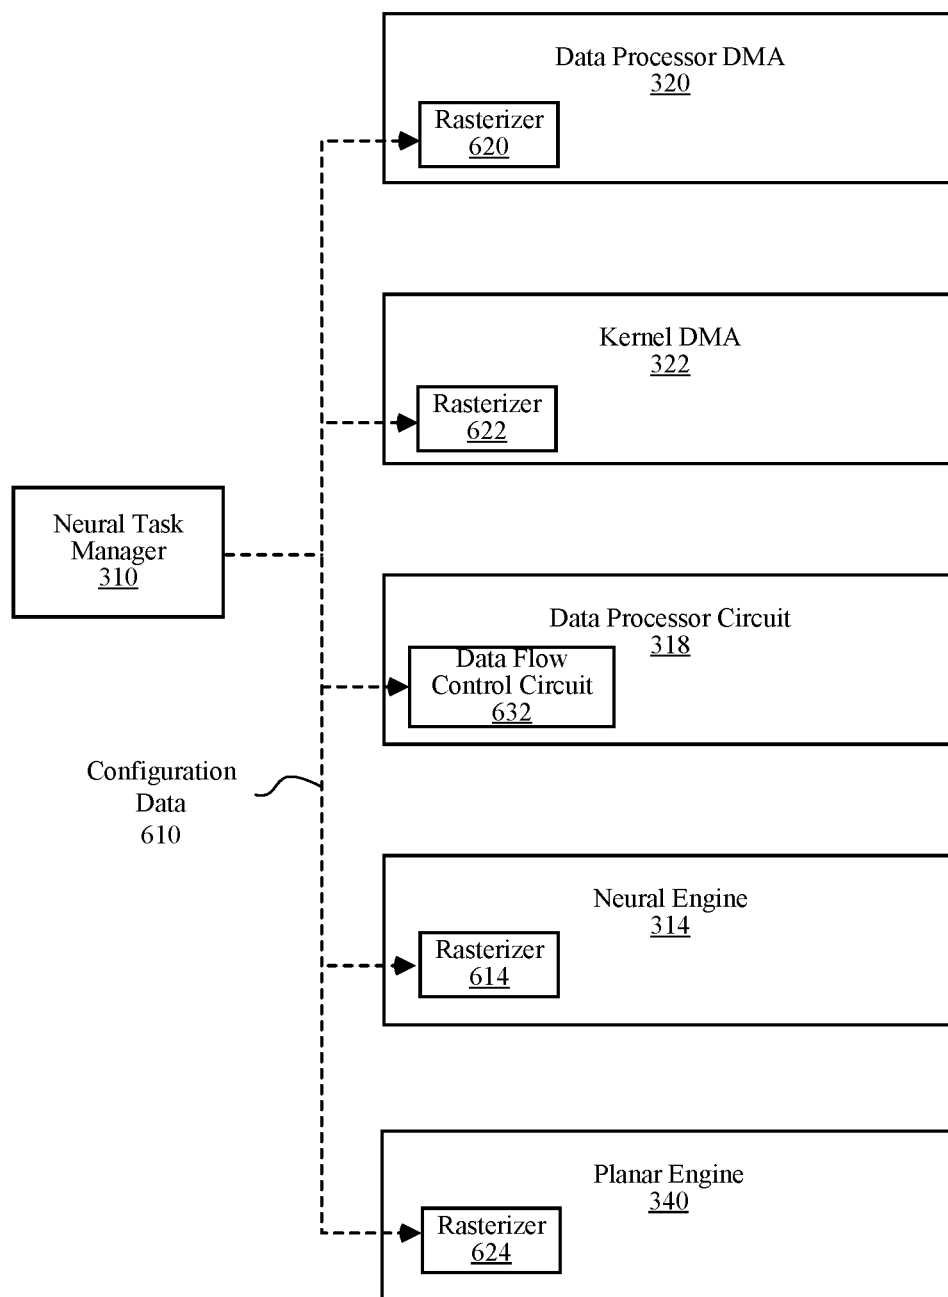 Data Processor DMA
320
Rasterizer
620
Kernel DMA
322
Rasterizer
622
Neural Task
Manager
310
Data Processor Circuit
318
Data Flow
Control Circuit
632
Configuration
Data
610
Neural Engine
314
Rasterizer
614
Planar Engine
340
Rasterizer
624